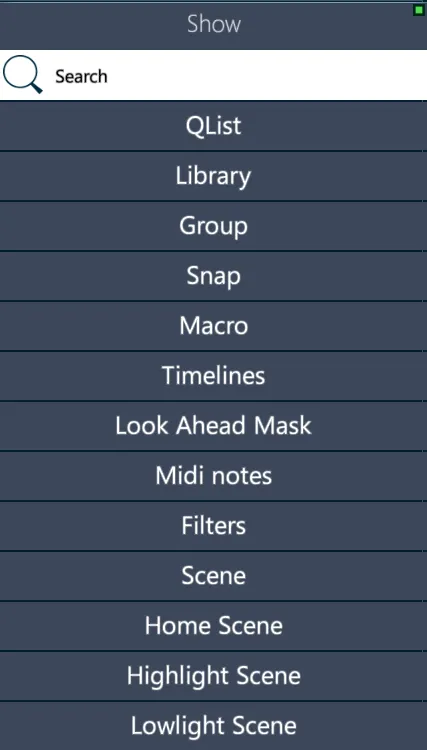 Show
Search
QList
Library
Group
Snap
Macro
Timelines
Look Ahead Mask
Midi notes
Filters
Scene
Home Scene
Highlight Scene
Lowlight Scene